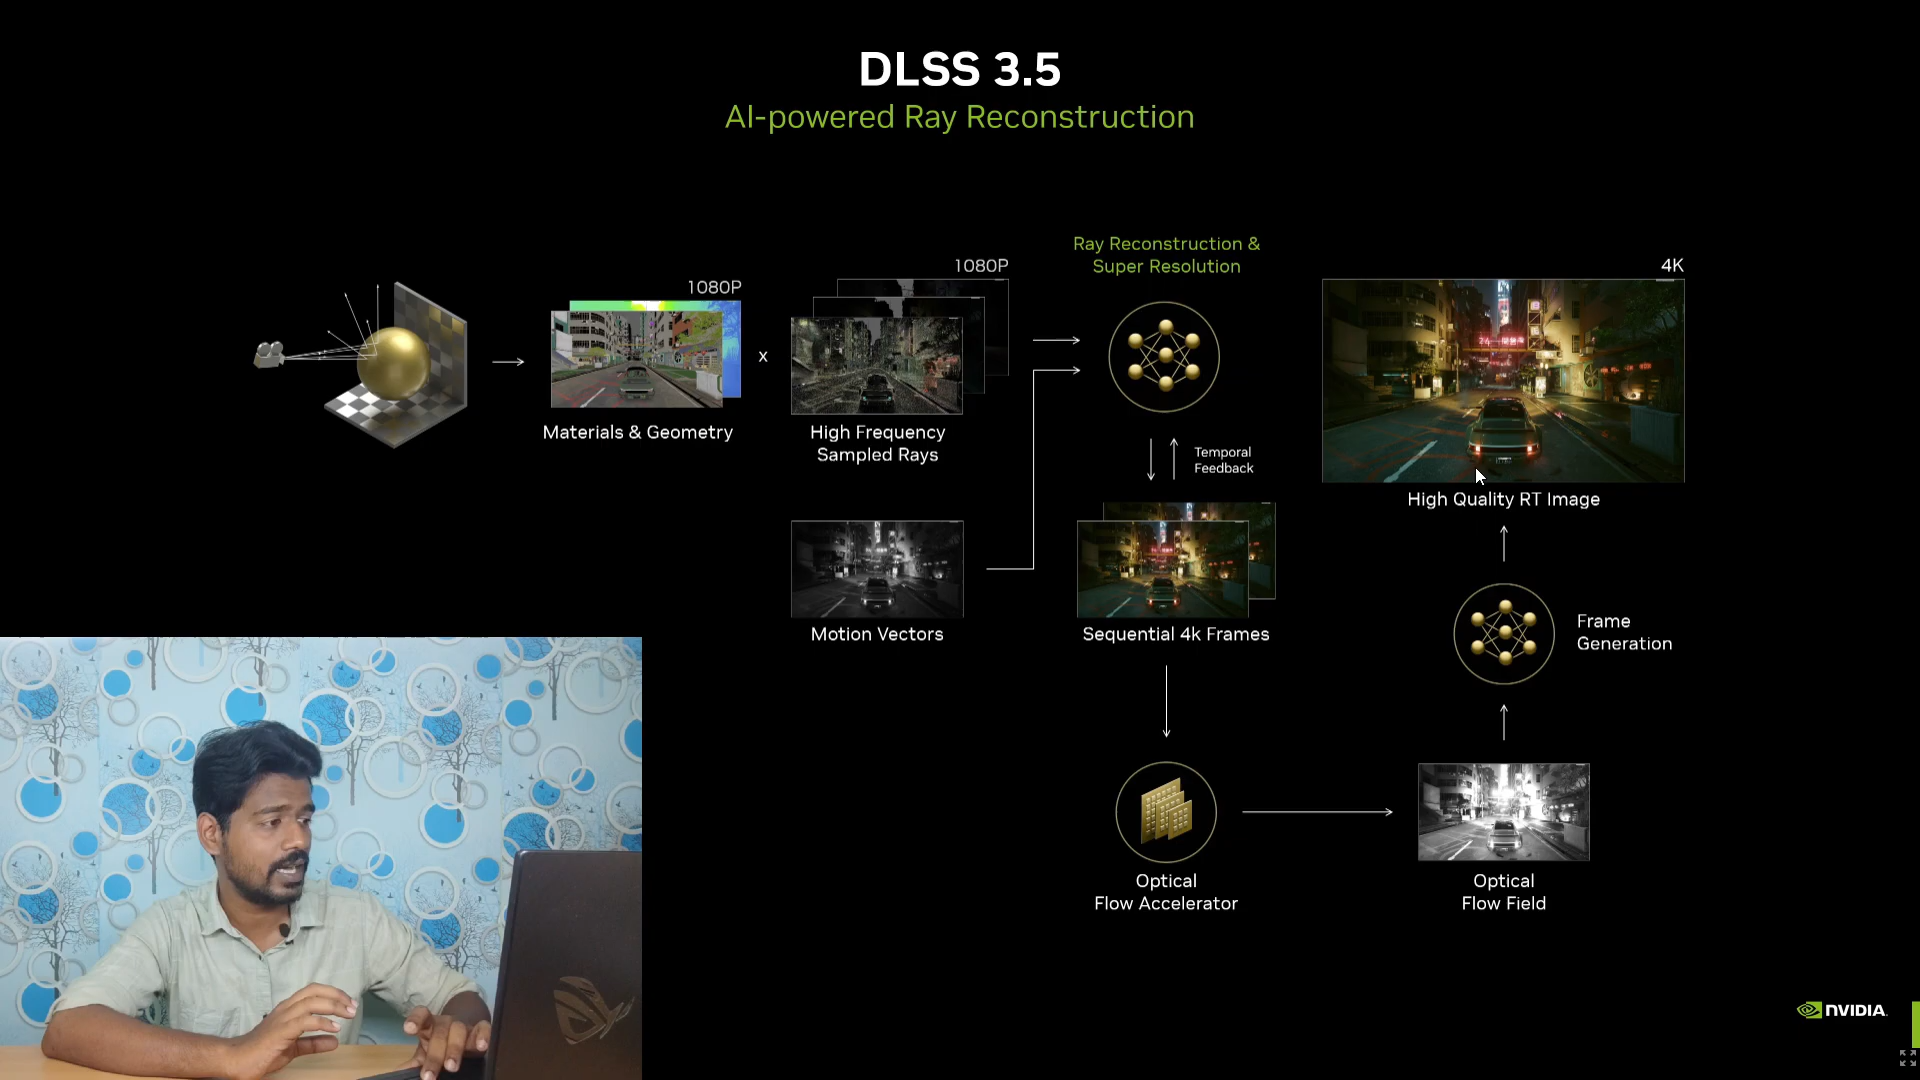 DLSS 3.5
AI-powered Ray Reconstruction
1080P
Materials & Geometry
x
1080P
High Frequency
Sampled Rays
Motion Vectors
Ray Reconstruction &
Super Resolution
Temporal
Feedback
Sequential 4k Frames
Optical
Flow Accelerator
Optical
Flow Field
Frame
Generation
4K
High Quality RT Image
NVIDIA.